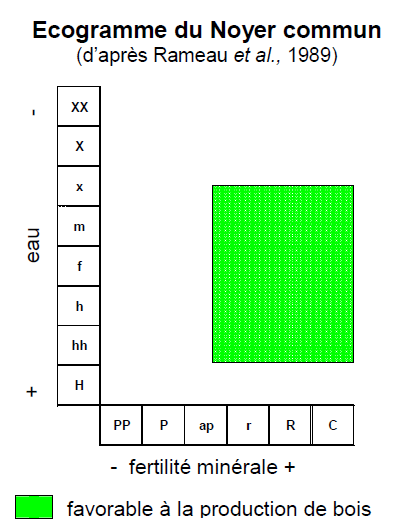 Ecogramme du Noyer commun
(d'après Rameau et al., 1989)
-
XX
X
x
m
eau
f
h
hh
+
H
PP P ap r R C
- fertilité minérale +
favorable à la production de bois